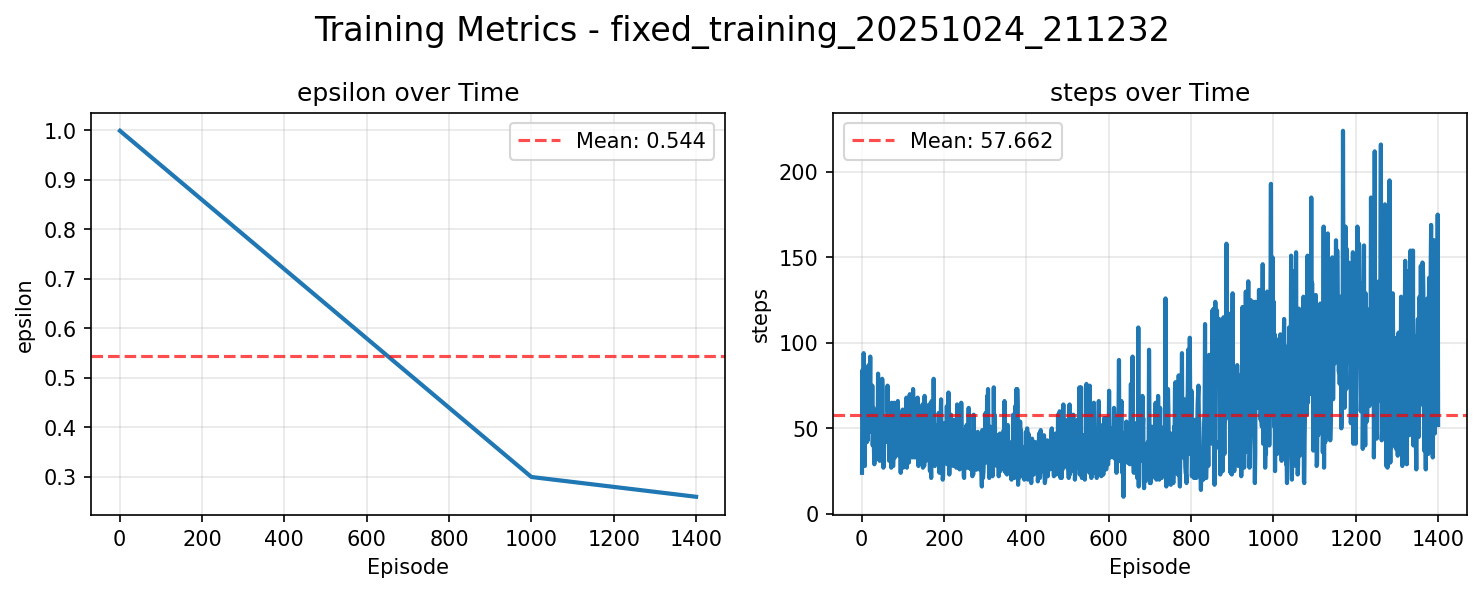 Training Metrics - fixed_training_20251024_211232
epsilon over Time
Mean: 0.544
1.0
0.9
0.8
0.7
0.6
0.5
0.4
0.3
epsilon
0 200 400 600 800 1000 1200 1400
Episode
steps over Time
Mean: 57.662
200
150
100
50
0
steps
0 200 400 600 800 1000 1200 1400
Episode